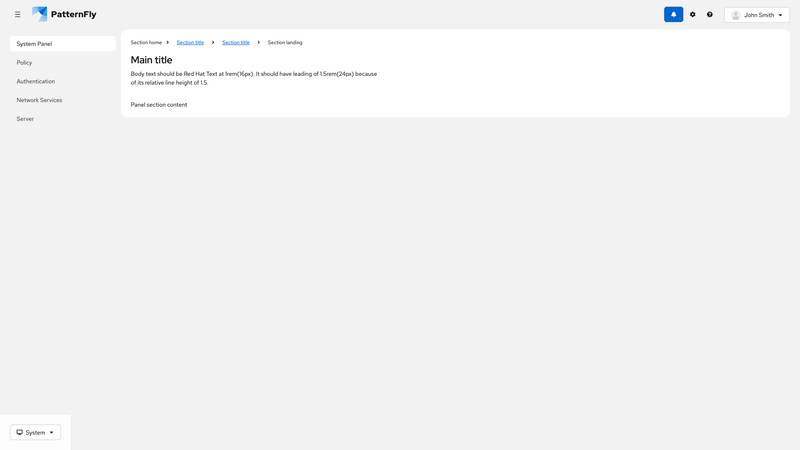 PatternFly
John Smith
System Panel
Policy
Authentication
Network Services
Server
Section home Section title Section title Section landing
Main title
Body text should be Red Hat Text at 1rem(16px). It should have leading of 1.5rem(24px) because
of its relative line height of 1.5.
Panel section content
System